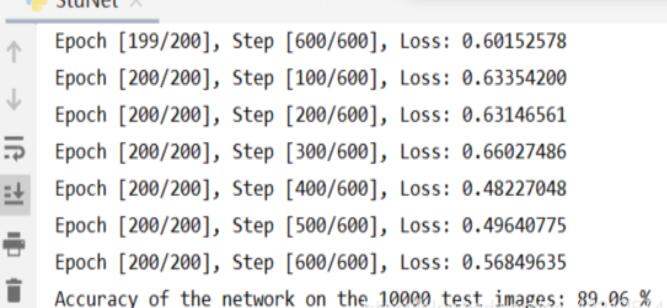 StuNet
Epoch [199/200], Step [600/600], Loss: 0.60152578
Epoch [200/200], Step [100/600], Loss: 0.63354200
Epoch [200/200], Step [200/600], Loss: 0.63146561
Epoch [200/200], Step [300/600], Loss: 0.66027486
Epoch [200/200], Step [400/600], Loss: 0.48227048
Epoch [200/200], Step [500/600], Loss: 0.49640775
Epoch [200/200], Step [600/600], Loss: 0.56849635
Accuracy of the network on the 10000 test images: 89.06 %